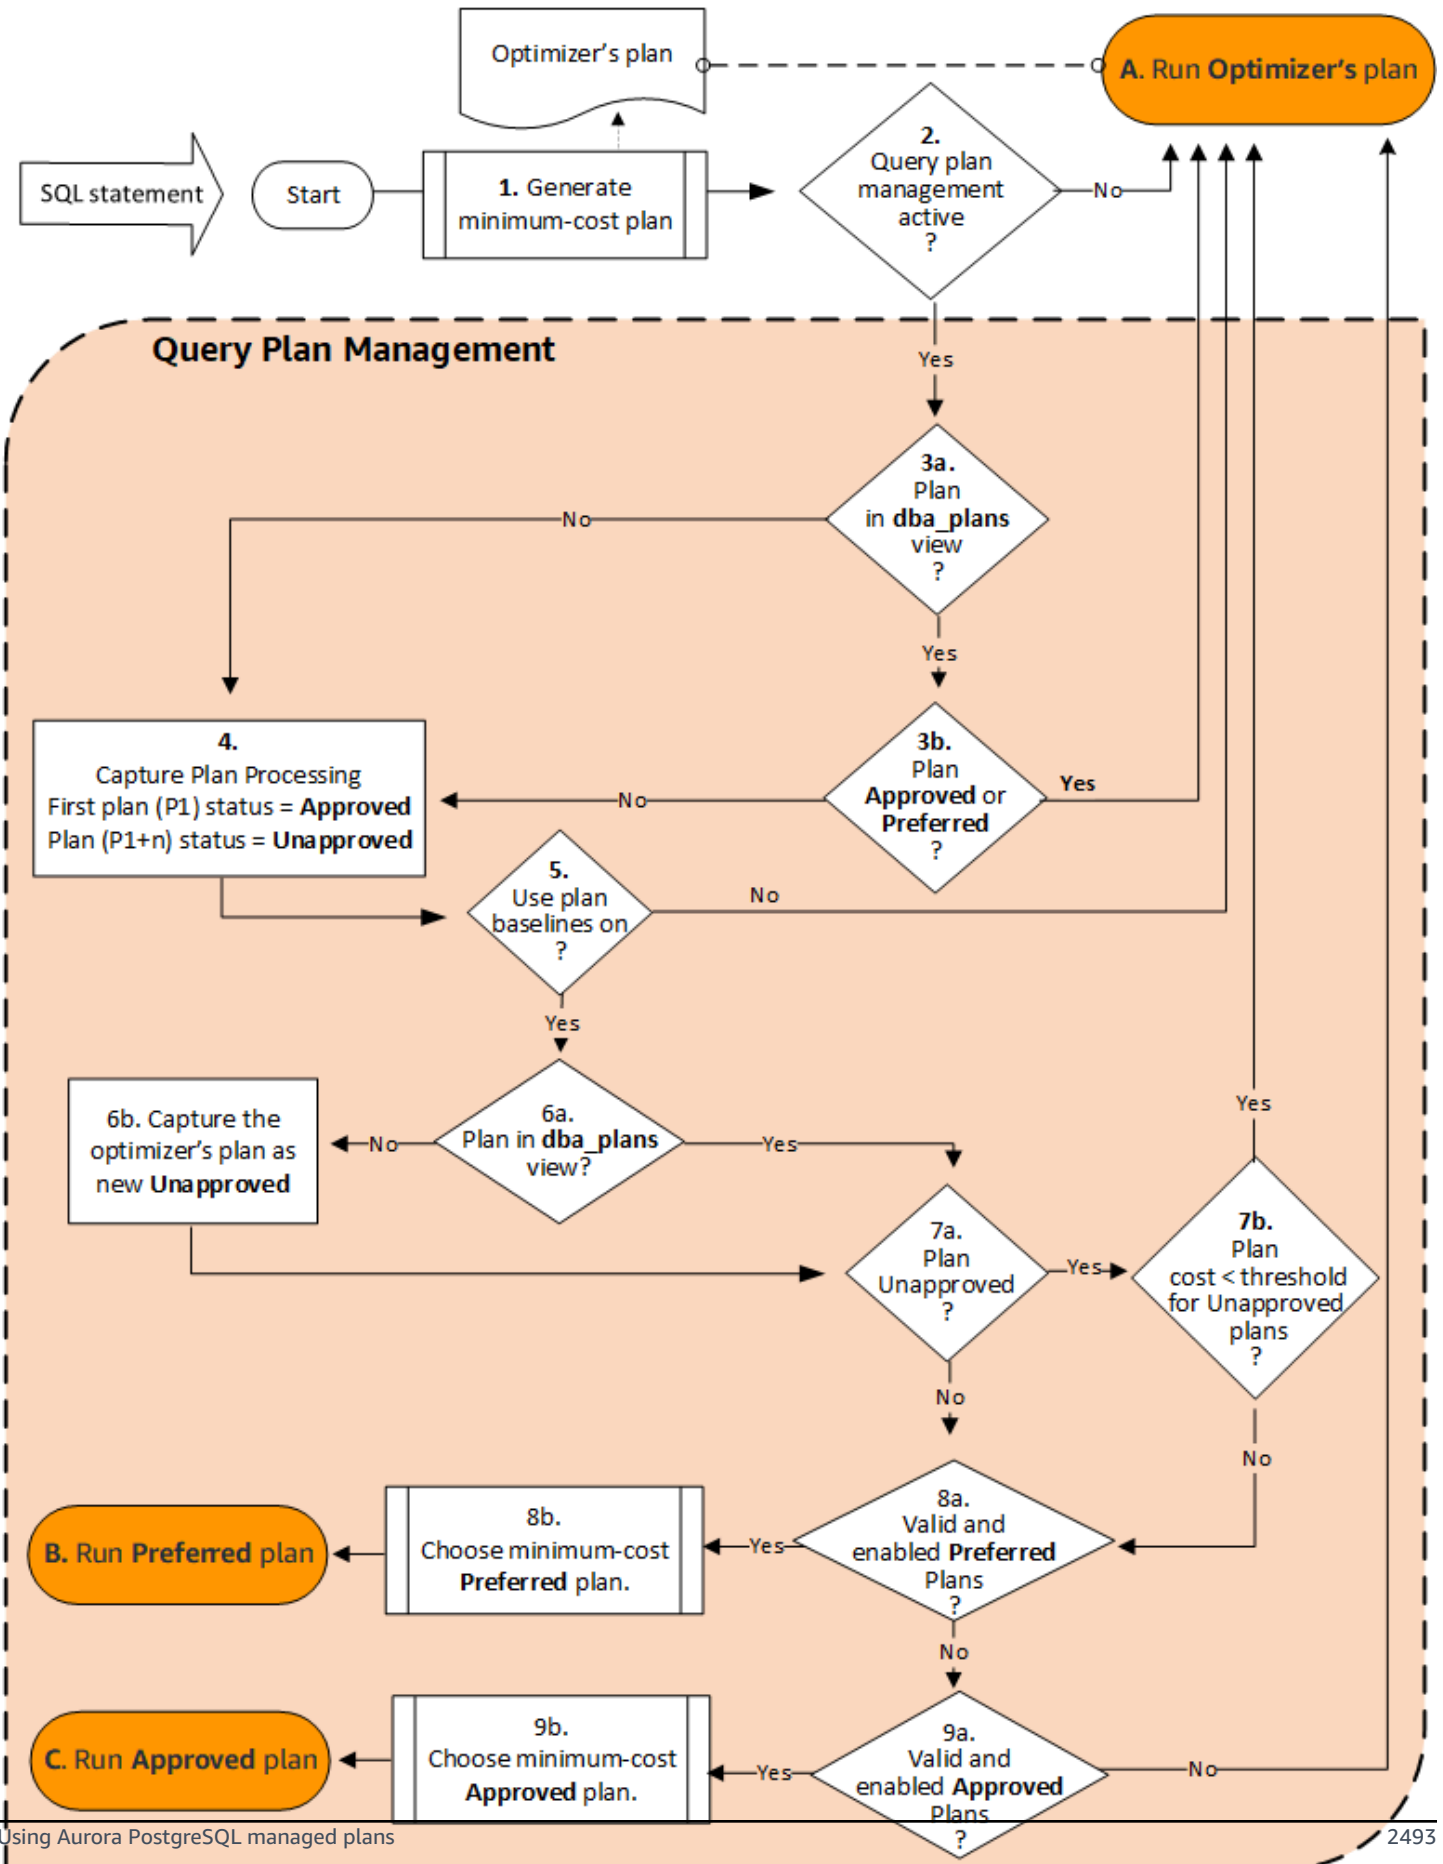 Optimizer's plan
A. Run Optimizer's plan
SQL statement
Start
1. Generate
minimum-cost plan
2.
Query plan
management
active
?
No
Query Plan Management
Yes
3a.
Plan
in dba_plans
view
?
No
Yes
4.
Capture Plan Processing
First plan (P1) status = Approved
Plan (P1+n) status = Unapproved
No
3b.
Plan
Approved or
Preferred
?
Yes
5.
Use plan
baselines on
?
No
Yes
6b. Capture the
optimizer's plan as
new Unapproved
No
6a.
Plan in dba_plans
view?
Yes
7a.
Plan
Unapproved
?
Yes
Yes
7b.
Plan
cost < threshold
for Unapproved
plans
?
No
No
B. Run Preferred plan
8b.
Choose minimum-cost
Preferred plan.
Yes
8a.
Valid and
enabled Preferred
Plans
?
No
C. Run Approved plan
9b.
Choose minimum-cost
Approved plan.
Yes
9a.
Valid and
enabled Approved
Plans
?
No
Using Aurora PostgreSQL managed plans
2493